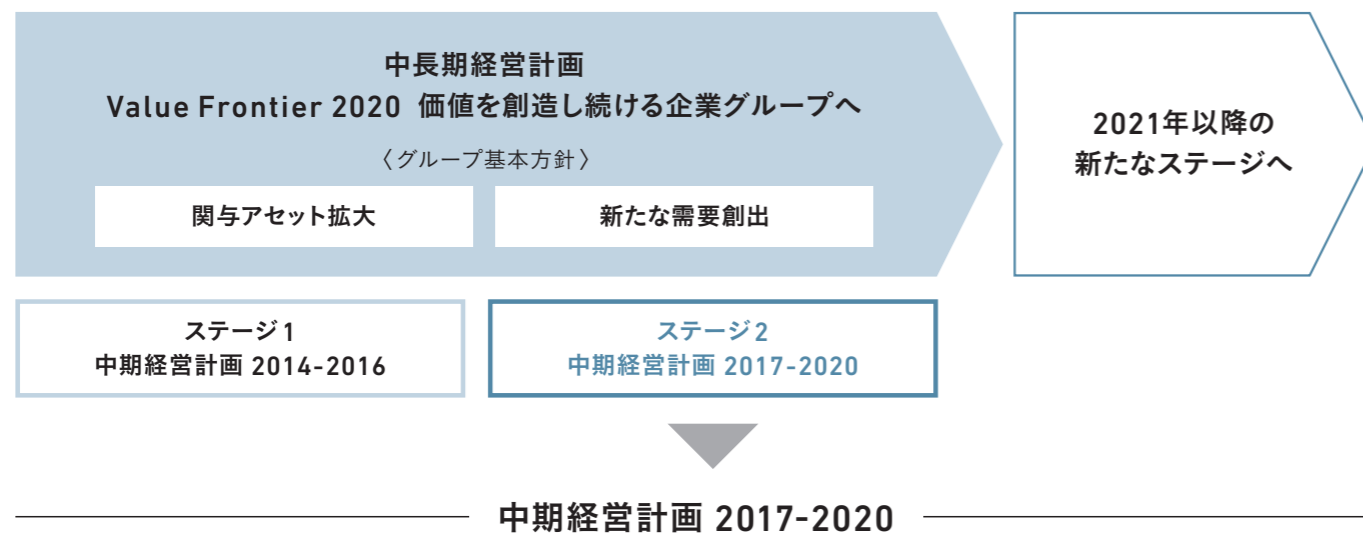 中長期経営計画
Value Frontier 2020 価値を創造し続ける企業グループへ
〈グループ基本方針〉
関与アセット拡大
新たな需要創出
2021年以降の
新たなステージへ
ステージ1
中期経営計画 2014-2016
ステージ2
中期経営計画 2017-2020
中期経営計画 2017-2020